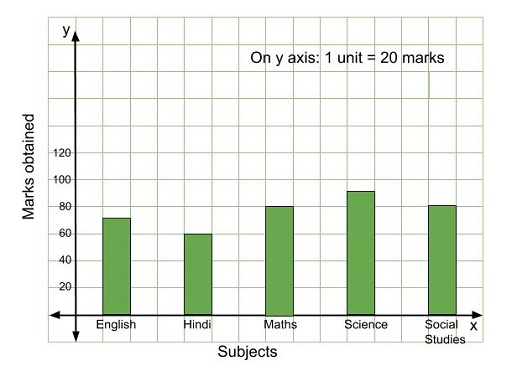 y
On y axis: 1 unit = 20 marks
Marks obtained
120
100
80
60
40
20
English
Hindi
Maths
Science
Social
Studies
x
Subjects